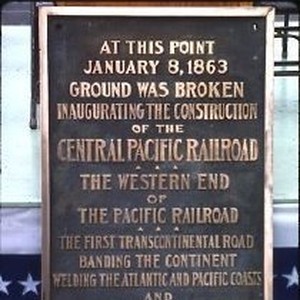 AT THIS POINT
JANUARY 8, 1863
GROUND WAS BROKEN
INAUGURATING THE CONSTRUCTION
OF THE
CENTRAL PACIFIC RAILROAD
THE WESTERN END
OF
THE PACIFIC RAILROAD
THE FIRST TRANSCONTINENTAL ROAD
BANDING THE CONTINENT
WELDING THE ATLANTIC AND PACIFIC COASTS
AND